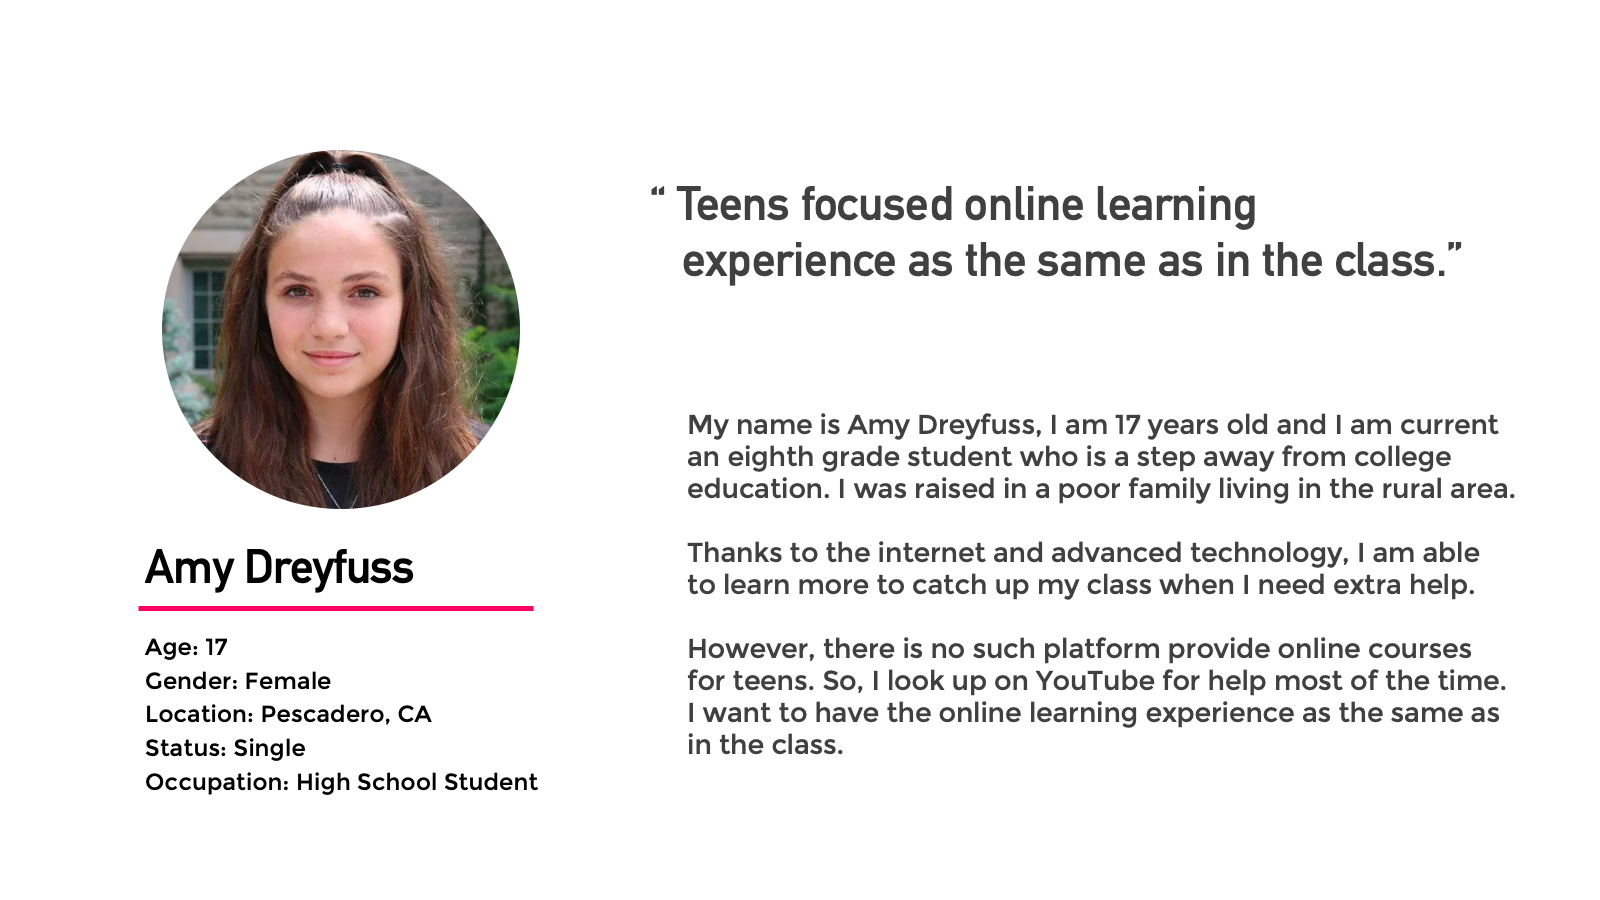 “ Teens focused online learning
experience as the same as in the class.”
My name is Amy Dreyfuss, I am 17 years old and I am current
an eighth grade student who is a step away from college
education. I was raised in a poor family living in the rural area.
Thanks to the internet and advanced technology, I am able
to learn more to catch up my class when I need extra help.
However, there is no such platform provide online courses
for teens. So, I look up on YouTube for help most of the time.
I want to have the online learning experience as the same as
in the class.
Amy Dreyfuss
Age: 17
Gender: Female
Location: Pescadero, CA
Status: Single
Occupation: High School Student